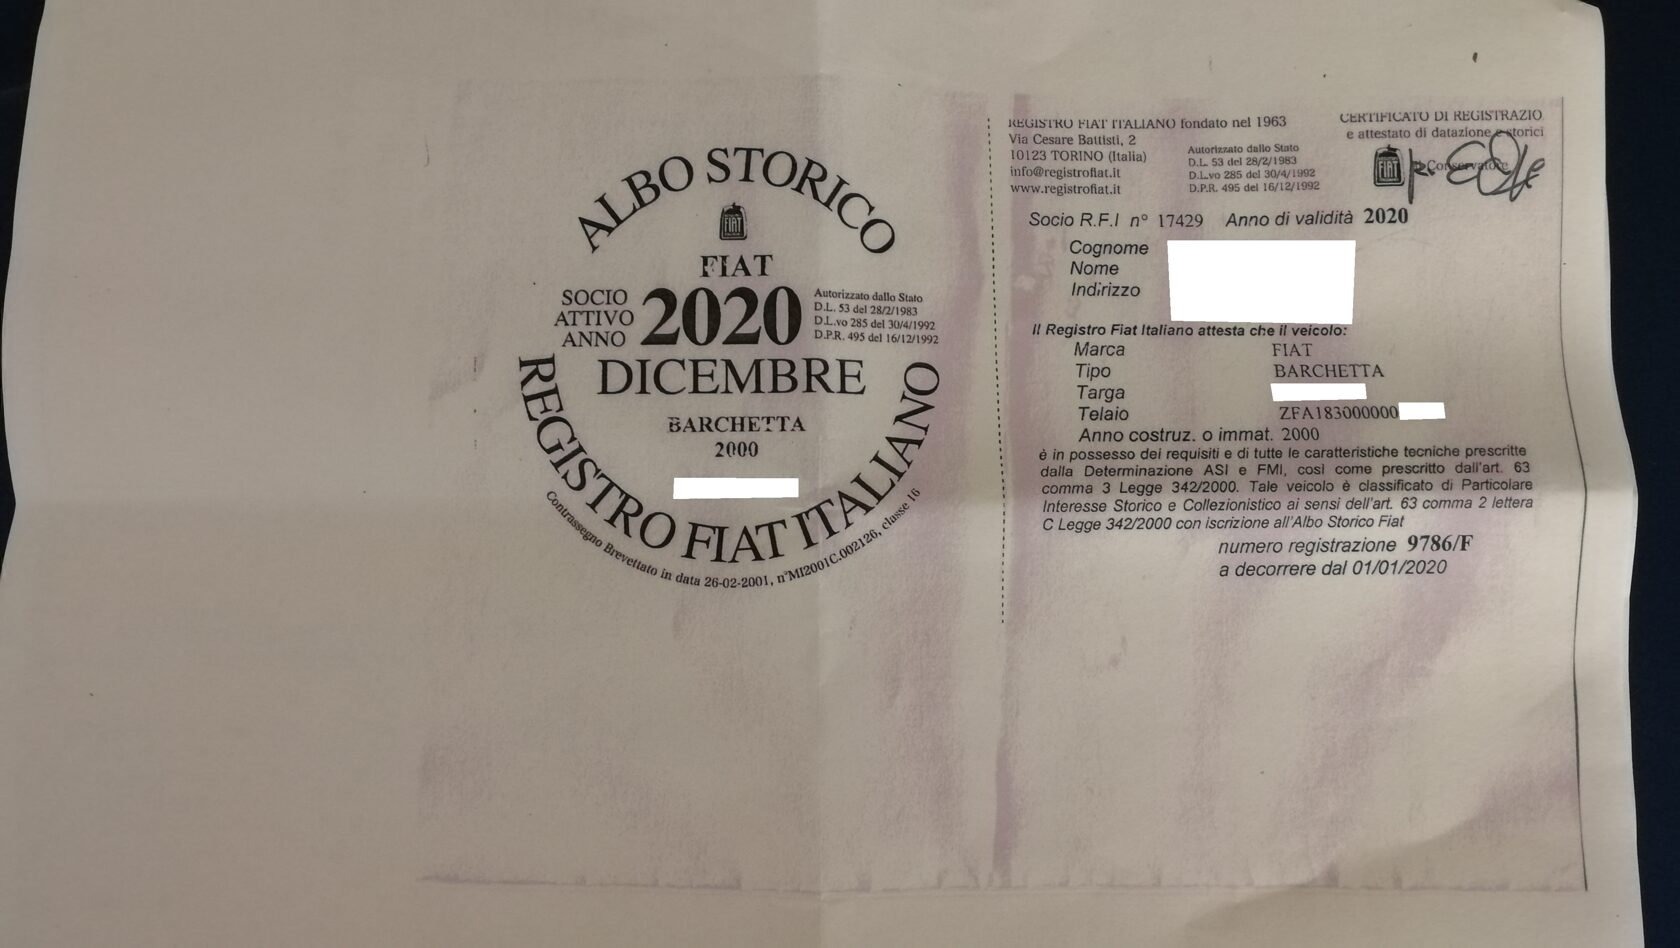 ALBO STORICO
FIAT
FIAT
SOCIO
ATTIVO
ANNO
2020
Autorizzato dallo Stato
D.L. 53 del 28/2/1983
D.L.vo 285 del 30/4/1992
D.P.R. 495 del 16/12/1992
DICEMBRE
BARCHETTA
2000
REGISTRO FIAT ITALIANO
Contrassegno Brevettato in data 26-02-2001, n°MI2001C.002126, classe 16
REGISTRO FIAT ITALIANO fondato nel 1963
Via Cesare Battisti, 2
10123 TORINO (Italia)
info@registrofiat.it
www.registrofiat.it
Autorizzato dallo Stato
D.L. 53 del 28/2/1983
D.L.vo 285 del 30/4/1992
D.P.R. 495 del 16/12/1992
CERTIFICATO DI REGISTRAZIO
e attestato di datazione e storici
FIAT
Conservatore
Socio R.F.I n° 17429 Anno di validità 2020
Cognome
Nome
Indirizzo
Il Registro Fiat Italiano attesta che il veicolo:
Marca FIAT
Tipo BARCHETTA
Targa
Telaio ZFA183000000
Anno costruz. o immat. 2000
è in possesso dei requisiti e di tutte le caratteristiche tecniche prescritte
dalla Determinazione ASI e FMI, così come prescritto dall'art. 63
comma 3 Legge 342/2000. Tale veicolo è classificato di Particolare
Interesse Storico e Collezionistico ai sensi dell'art. 63 comma 2 lettera
C Legge 342/2000 con iscrizione all'Albo Storico Fiat
numero registrazione 9786/F
a decorrere dal 01/01/2020